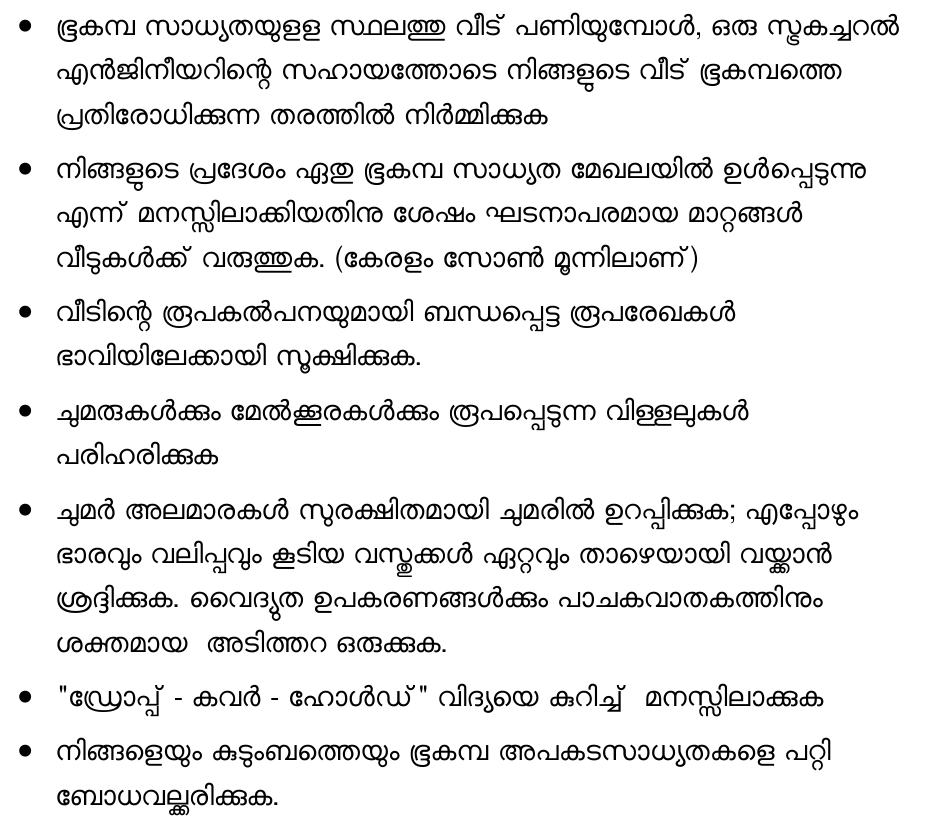 • ഭൂകമ്പ സാധ്യതയുളള സ്ഥലത്തു വീട് പണിയുമ്പോൾ, ഒരു സ്ട്രകച്ചറൽ
എൻജിനീയറിന്റെ സഹായത്തോടെ നിങ്ങളുടെ വീട് ഭൂകമ്പത്തെ
പ്രതിരോധിക്കുന്ന തരത്തിൽ നിർമ്മിക്കുക
• നിങ്ങളുടെ പ്രദേശം ഏതു ഭൂകമ്പ സാധ്യത മേഖലയിൽ ഉൾപ്പെടുന്നു
എന്ന് മനസ്സിലാക്കിയതിനു ശേഷം ഘടനാപരമായ മാറ്റങ്ങൾ
വീടുകൾക്ക് വരുത്തുക. (കേരളം സോൺ മൂന്നിലാണ്)
• വീടിന്റെ രൂപകൽപനയുമായി ബന്ധപ്പെട്ട രൂപരേഖകൾ
ഭാവിയിലേക്കായി സൂക്ഷിക്കുക.
• ചുമരുകൾക്കും മേൽക്കൂരകൾക്കും രൂപപ്പെടുന്ന വിള്ളലുകൾ
പരിഹരിക്കുക
• ചുമർ അലമാരകൾ സുരക്ഷിതമായി ചുമരിൽ ഉറപ്പിക്കുക; എപ്പോഴും
ഭാരവും വലിപ്പവും കൂടിയ വസ്തുക്കൾ ഏറ്റവും താഴെയായി വയ്ക്കാൻ
ശ്രദ്ദിക്കുക. വൈദ്യുത ഉപകരണങ്ങൾക്കും പാചകവാതകത്തിനും
ശക്തമായ അടിത്തറ ഒരുക്കുക.
• "ഡ്രോപ്പ് - കവർ - ഹോൾഡ്" വിദ്യയെ കുറിച്ച് മനസ്സിലാക്കുക
• നിങ്ങളെയും കുടുംബത്തെയും ഭൂകമ്പ അപകടസാധ്യതകളെ പറ്റി
ബോധവല്ക്കരിക്കുക.